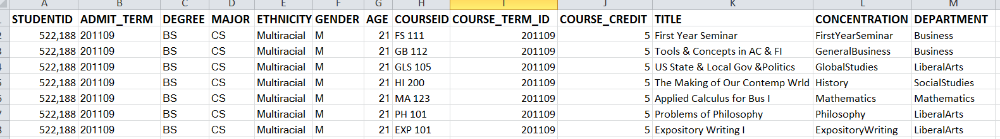 A B C D E F G H I J K L M
STUDENTID ADMIT_TERM DEGREE MAJOR ETHNICITY GENDER AGE COURSEID COURSE_TERM_ID COURSE_CREDIT TITLE CONCENTRATION DEPARTMENT
522,188 201109 BS CS Multiracial M 21 FS 111 201109 5 First Year Seminar FirstYearSeminar Business
522,188 201109 BS CS Multiracial M 21 GB 112 201109 5 Tools & Concepts in AC & FI GeneralBusiness Business
522,188 201109 BS CS Multiracial M 21 GLS 105 201109 5 US State & Local Gov &Politics GlobalStudies LiberalArts
522,188 201109 BS CS Multiracial M 21 HI 200 201109 5 The Making of Our Contemp Wrld History SocialStudies
522,188 201109 BS CS Multiracial M 21 MA 123 201109 5 Applied Calculus for Bus I Mathematics Mathematics
522,188 201109 BS CS Multiracial M 21 PH 101 201109 5 Problems of Philosophy Philosophy LiberalArts
522,188 201109 BS CS Multiracial M 21 EXP 101 201109 5 Expository Writing I ExpositoryWriting LiberalArts